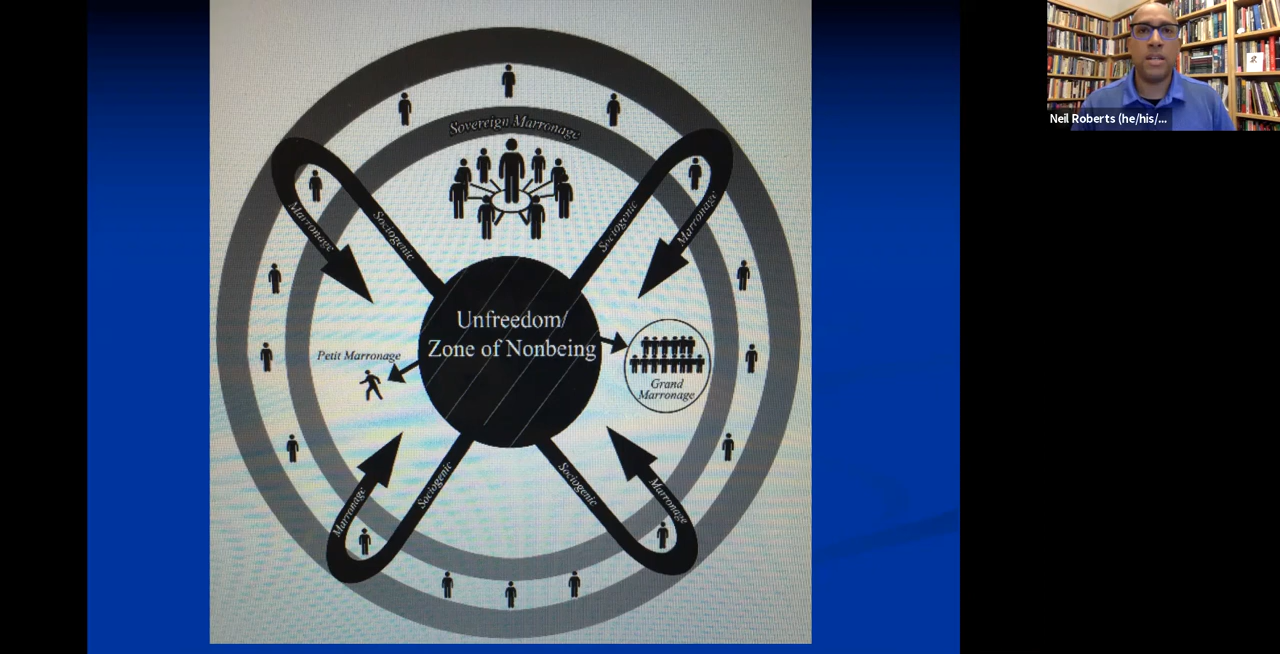 Neil Roberts (he/his/...
Sovereign Marronage
Marronage
Sociogenic
Sociogenic
Marronage
Unfreedom/
Zone of Nonbeing
Petit Marronage
Grand
Marronage
Marronage
Sociogenic
Sociogenic
Marronage